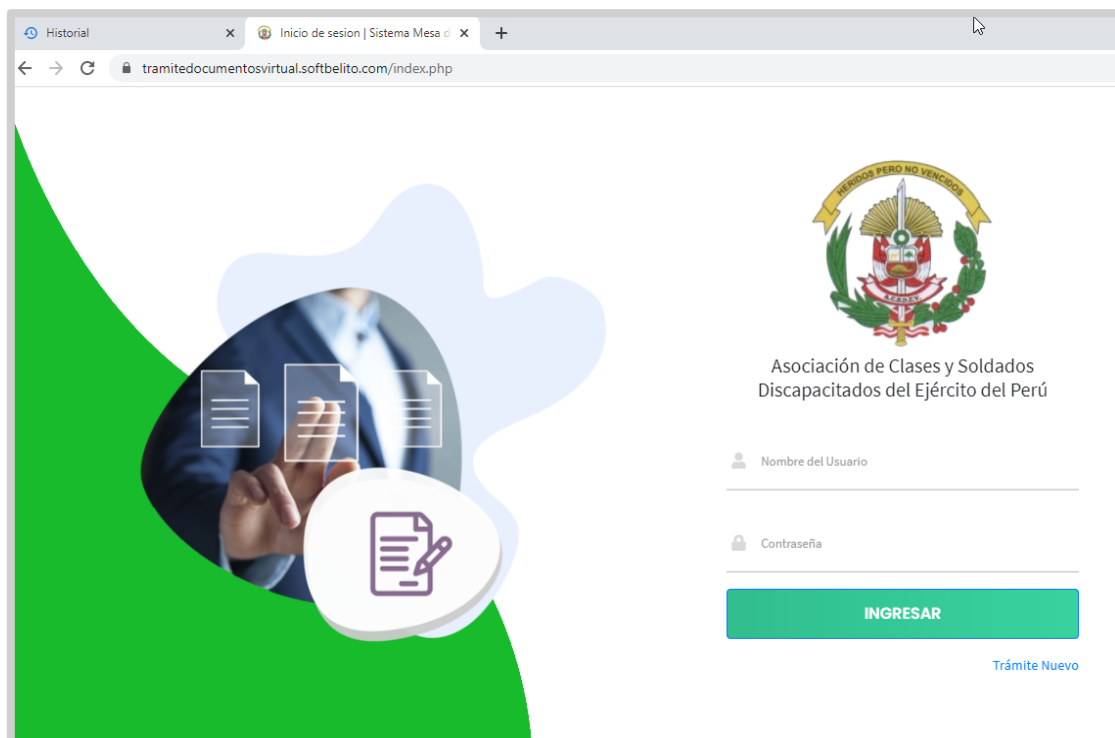 Historial
Inicio de sesion | Sistema Mesa d
tramitedocumentosvirtual.softbelito.com/index.php
HERIDOS PERO NO VENCIDOS
Asociación de Clases y Soldados
Discapacitados del Ejército del Perú
Nombre del Usuario
Contraseña
INGRESAR
Trámite Nuevo